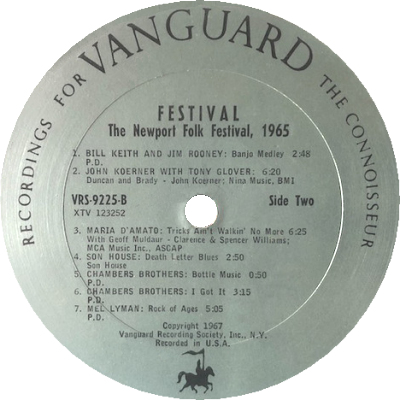 RECORDINGS FOR VANGUARD THE CONNOISSEUR
FESTIVAL
The Newport Folk Festival, 1965
1. BILL KEITH AND JIM ROONEY: Banjo Medley 2:48
P.D.
2. JOHN KOERNER WITH TONY GLOVER: 6:20
Duncan and Brady - John Koerner; Nina Music, BMI
VRS-9225-B Side Two
XTV 123252
3. MARIA D'AMATO: Tricks Ain't Walkin' No More 6:25
With Geoff Muldaur - Clarence & Spencer Williams;
MCA Music Inc., ASCAP
4. SON HOUSE: Death Letter Blues 2:50
Son House
5. CHAMBERS BROTHERS: Bottle Music 0:50
P.D.
6. CHAMBERS BROTHERS: I Got It 3:15
P.D.
7. MEL LYMAN: Rock of Ages 5:05
P.D.
Copyright 1967
Vanguard Recording Society, Inc., N.Y.
Recorded in U.S.A.